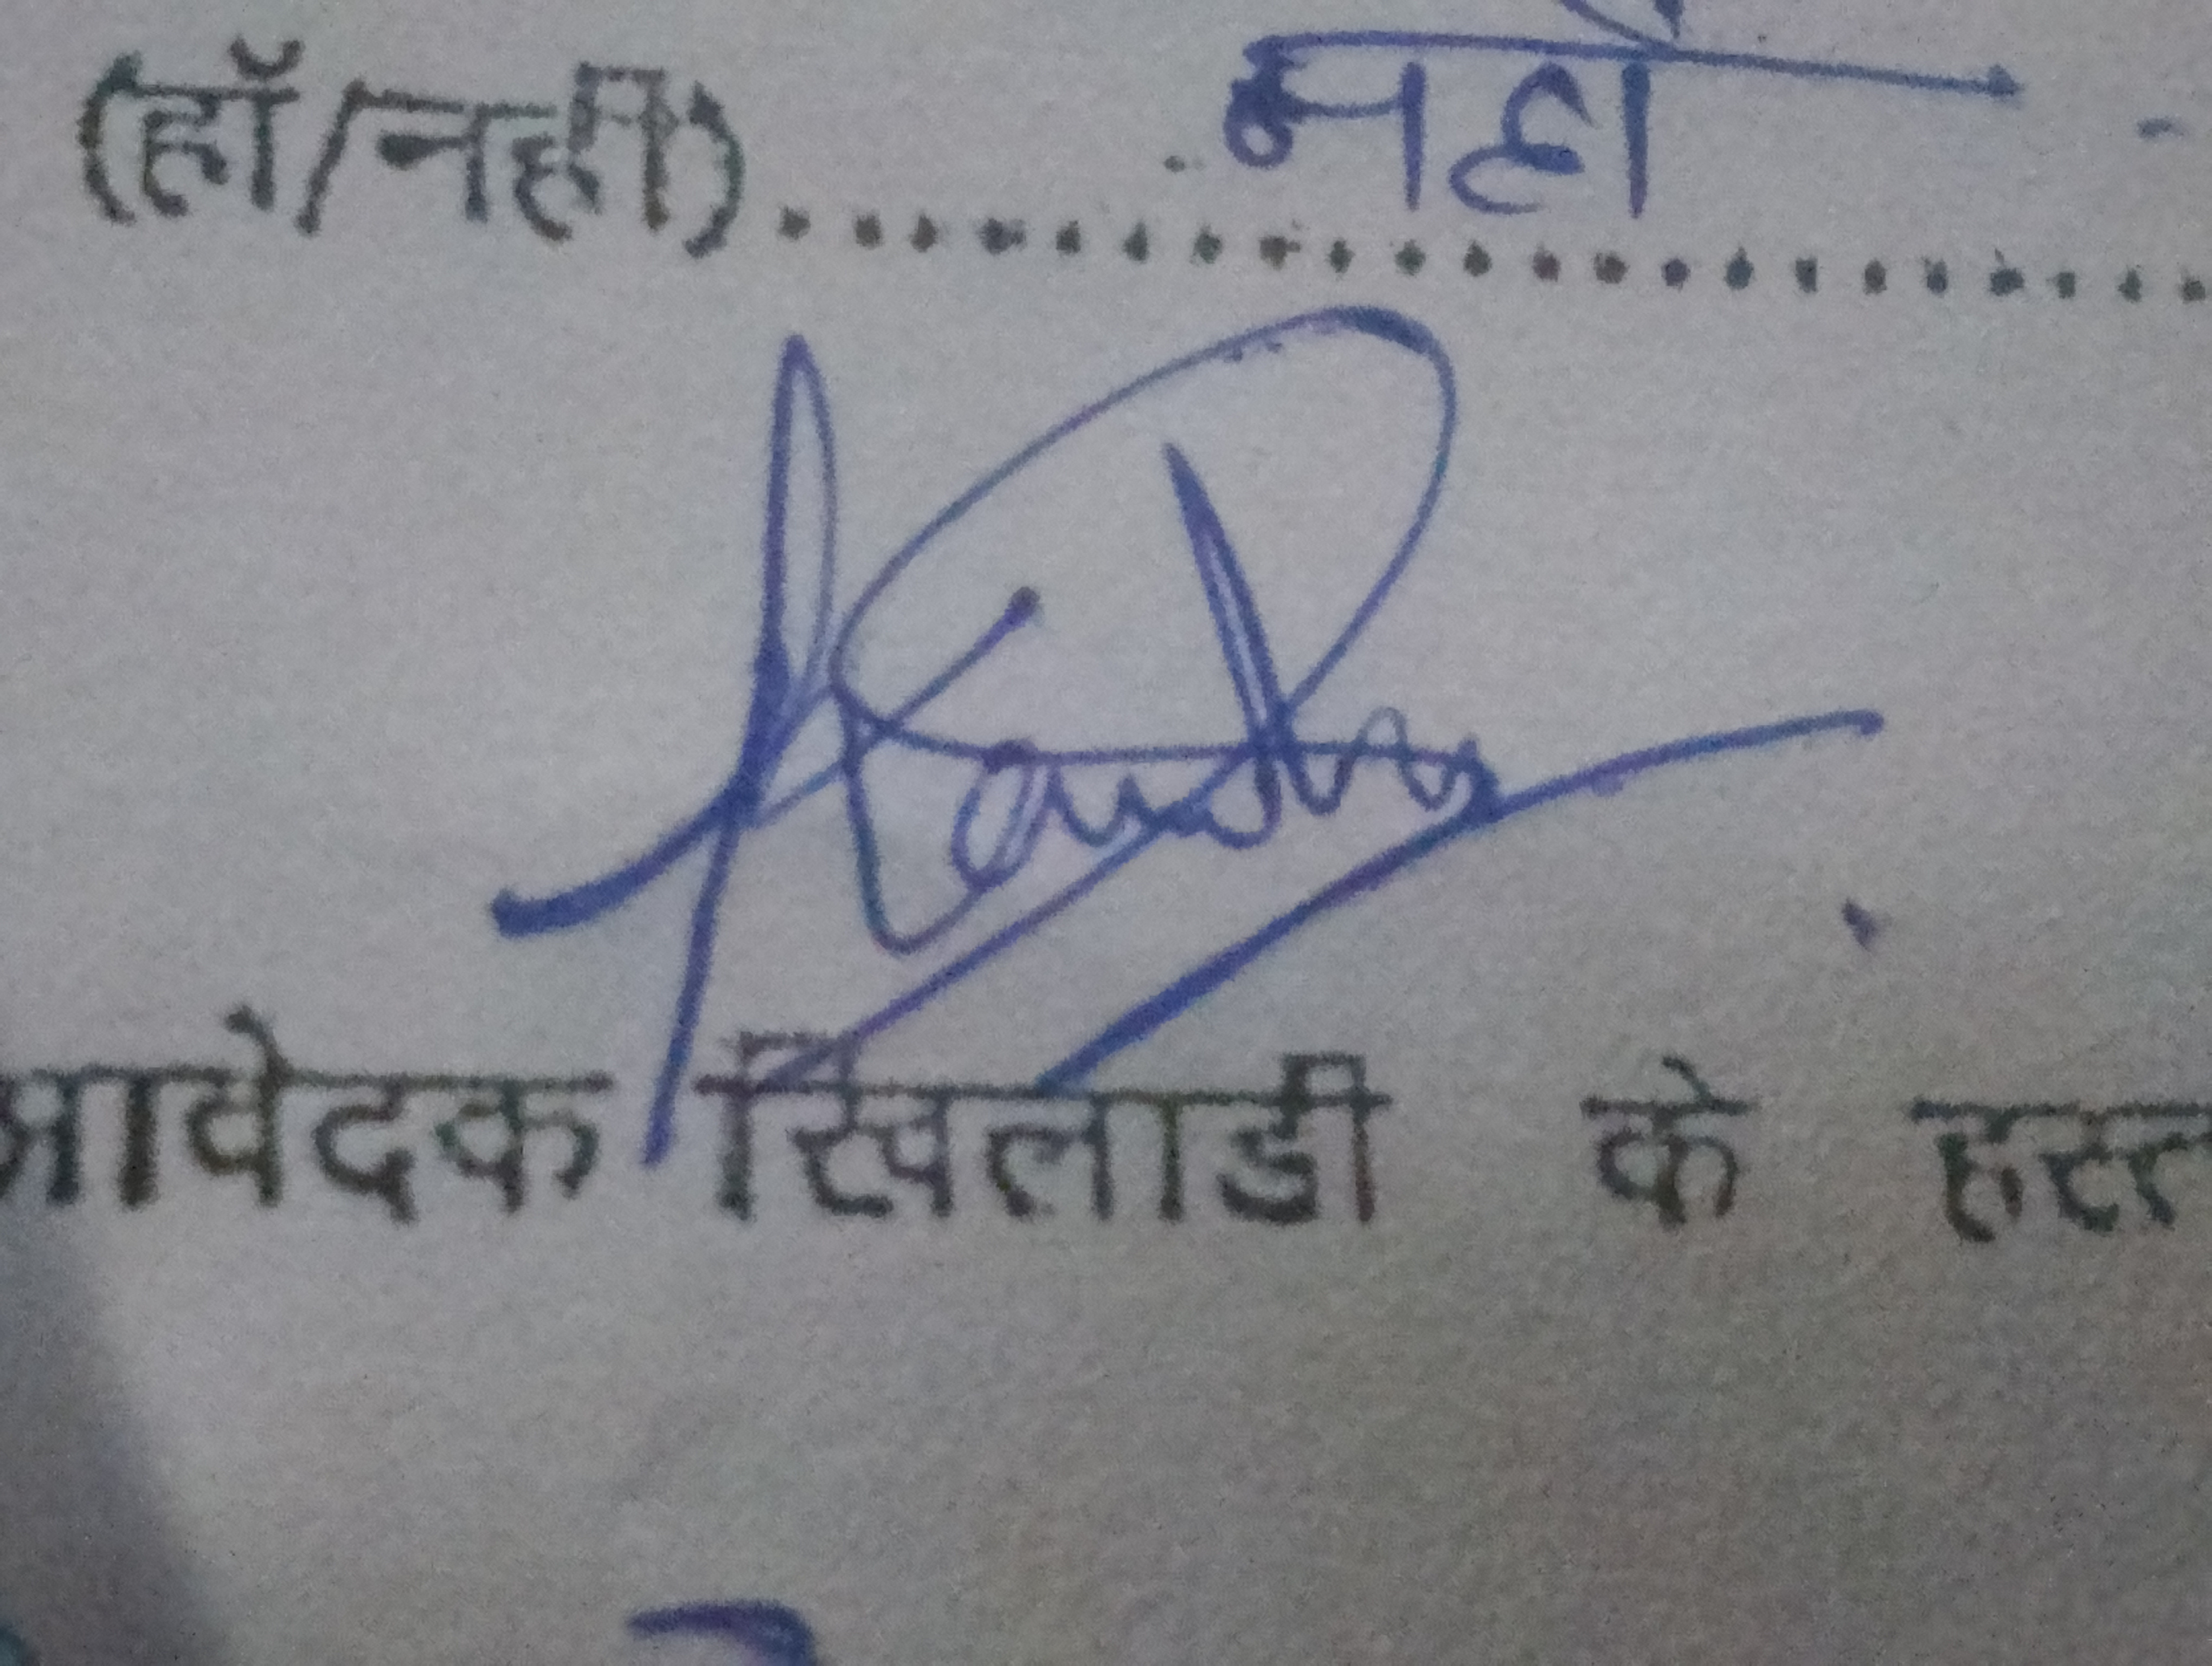 (हाँ/नहीं)..............................नहीं
आवेदक खिलाडी के हस्त